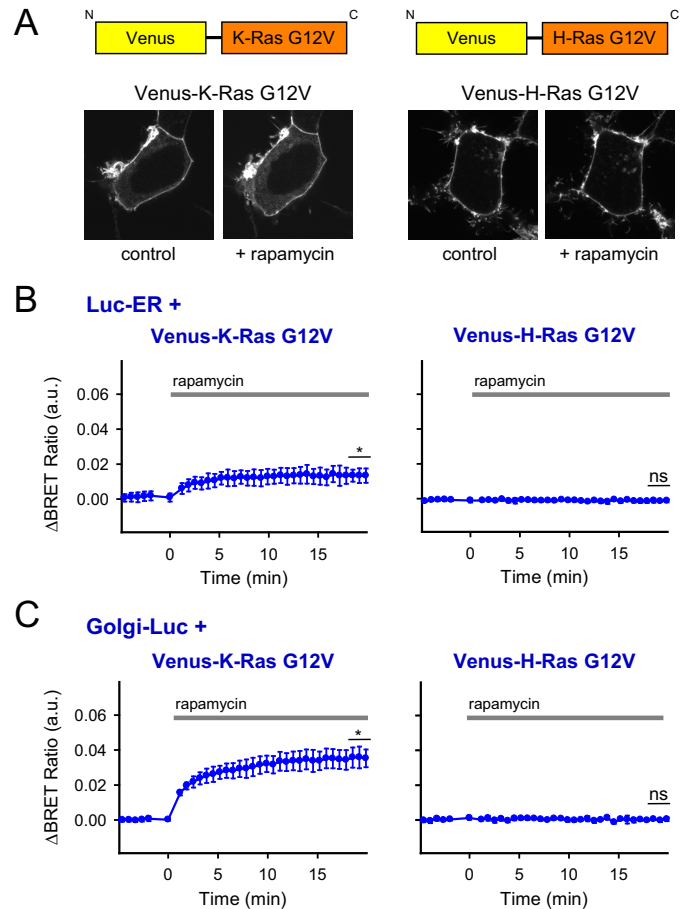 A
N C N C
Venus K-Ras G12V Venus H-Ras G12V
Venus-K-Ras G12V Venus-H-Ras G12V
control + rapamycin control + rapamycin
B
Luc-ER +
Venus-K-Ras G12V Venus-H-Ras G12V
ΔBRET Ratio (a.u.)
0.06
0.04
0.02
0.00
rapamycin rapamycin
* ns
0 5 10 15 0 5 10 15
Time (min) Time (min)
C
Golgi-Luc +
Venus-K-Ras G12V Venus-H-Ras G12V
ΔBRET Ratio (a.u.)
0.06
0.04
0.02
0.00
rapamycin rapamycin
* ns
0 5 10 15 0 5 10 15
Time (min) Time (min)